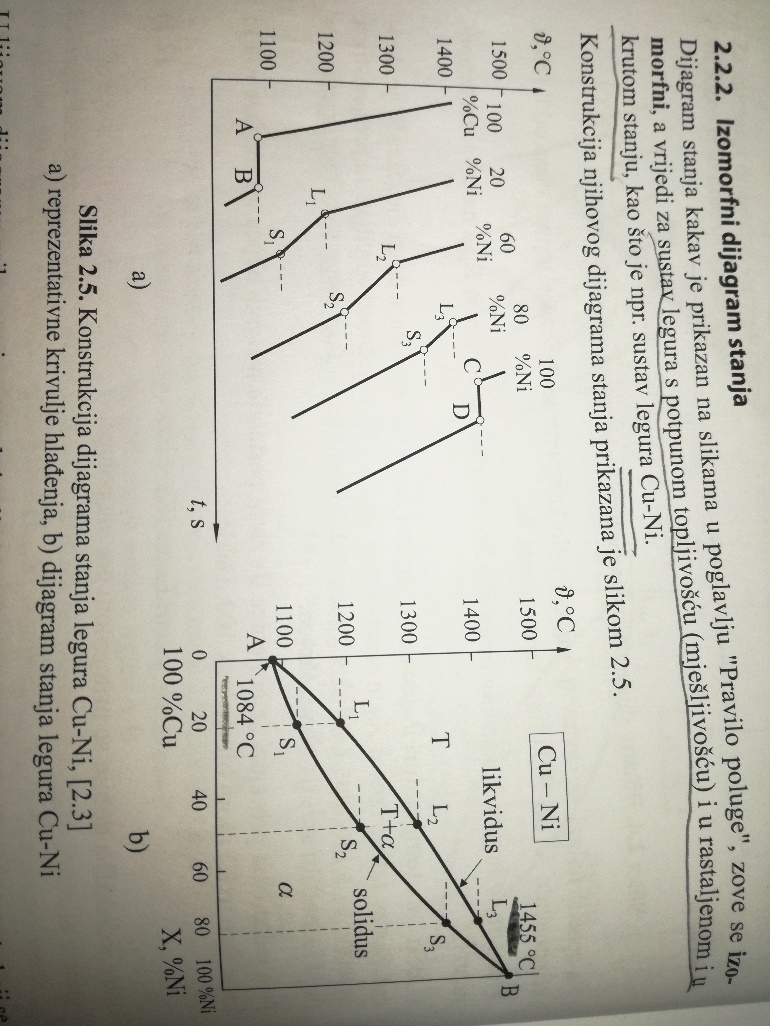 2.2.2. Izomorfni dijagram stanja
Dijagram stanja kakav je prikazan na slikama u poglavlju "Pravilo poluge", zove se izo-
morfni, a vrijedi za sustav legura s potpunom topljivošću (mješljivošću) i u rastaljenom i u
krutom stanju, kao što je npr. sustav legura Cu-Ni.
Konstrukcija njihovog dijagrama stanja prikazana je slikom 2.5.
ϑ,°C
1500
1400
1300
1200
1100
100
%Cu
20
%Ni
60
%Ni
80
%Ni
100
%Ni
A
B
L1
S1
L2
S2
L3
S3
C
D
t, s
a)
ϑ,°C
1500
1400
1300
1200
1100
Cu – Ni
1455 °C
B
likvidus
L3
T
L2
L1
T+α
S3
solidus
S2
S1
α
A
1084 °C
0
20
40
60
80
100 %Ni
100 %Cu
X, %Ni
b)
Slika 2.5. Konstrukcija dijagrama stanja legura Cu-Ni, [2.3]
a) reprezentativne krivulje hlađenja, b) dijagram stanja legura Cu-Ni